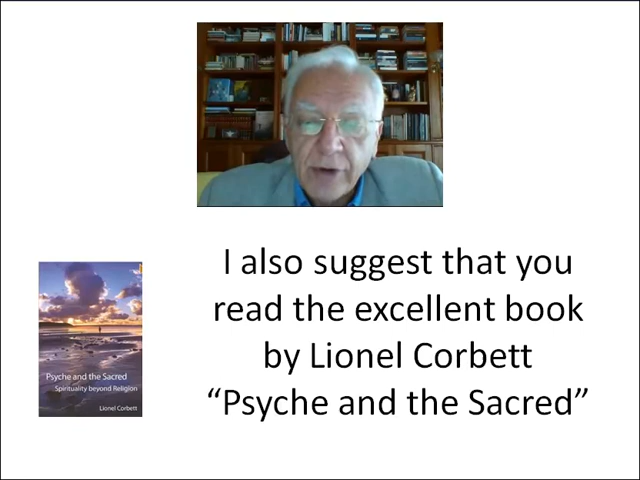 I also suggest that you
read the excellent book
by Lionel Corbett
“Psyche and the Sacred”
Psyche and the Sacred
Spirituality beyond Religion
Lionel Corbett